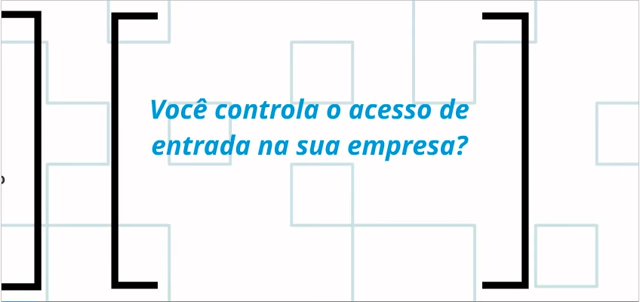 Você controla o acesso de
entrada na sua empresa?